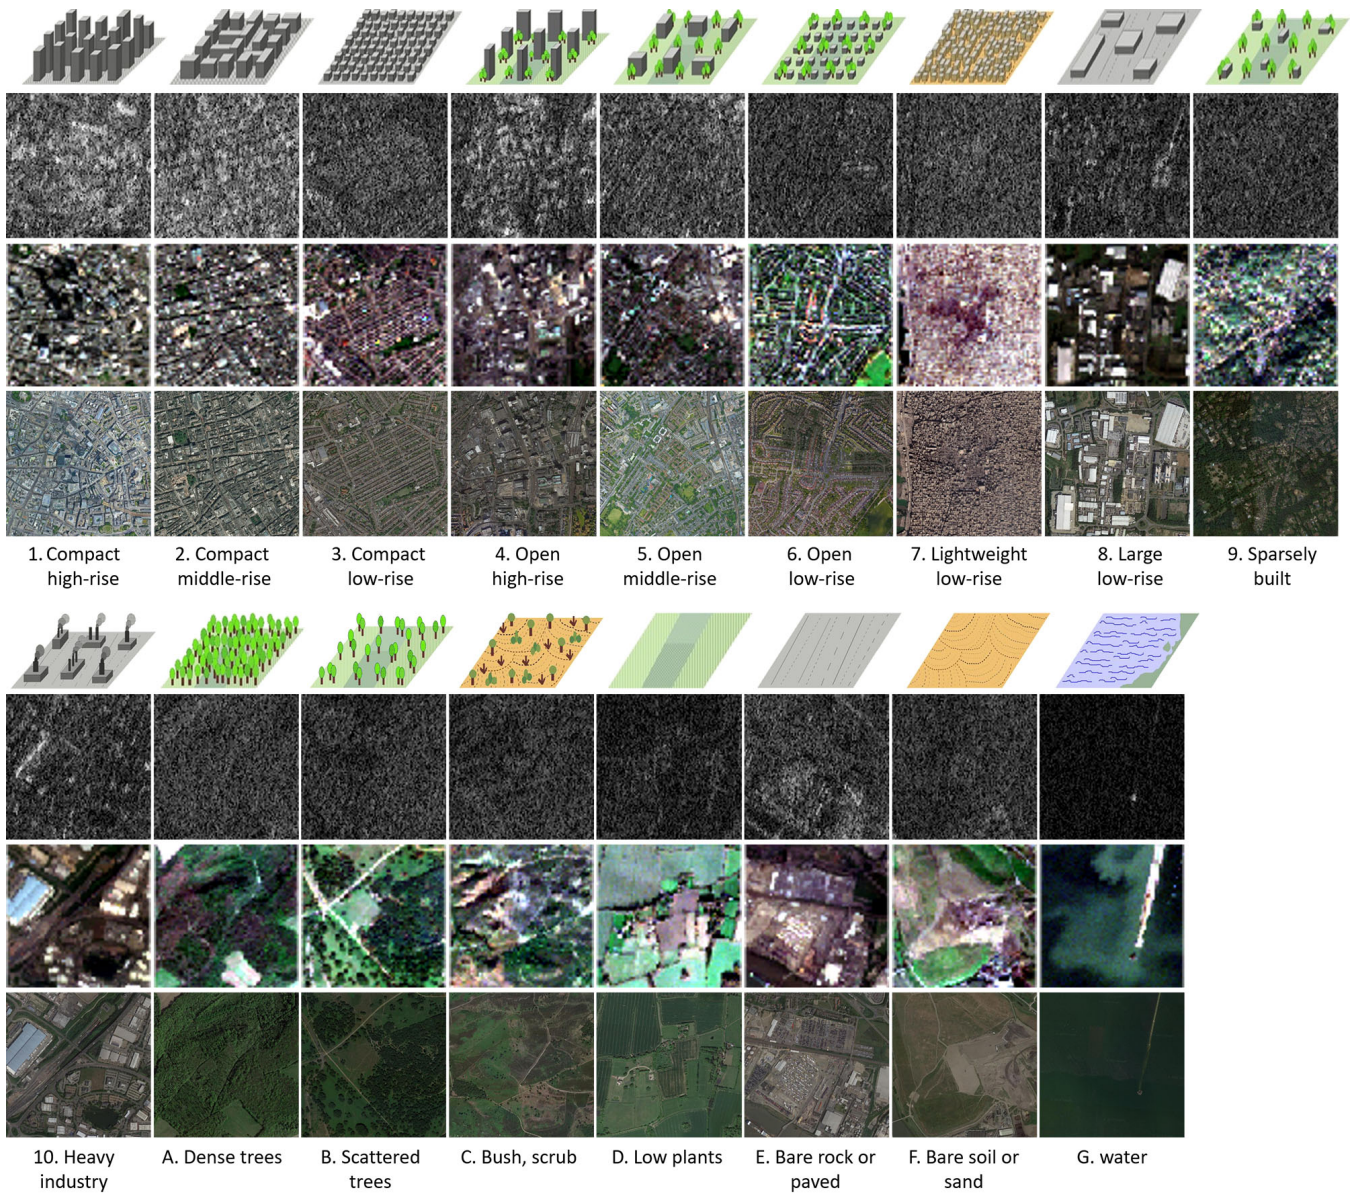 1. Compact
high-rise
2. Compact
middle-rise
3. Compact
low-rise
4. Open
high-rise
5. Open
middle-rise
6. Open
low-rise
7. Lightweight
low-rise
8. Large
low-rise
9. Sparsely
built
10. Heavy
industry
A. Dense trees
B. Scattered
trees
C. Bush, scrub
D. Low plants
E. Bare rock or
paved
F. Bare soil or
sand
G. water